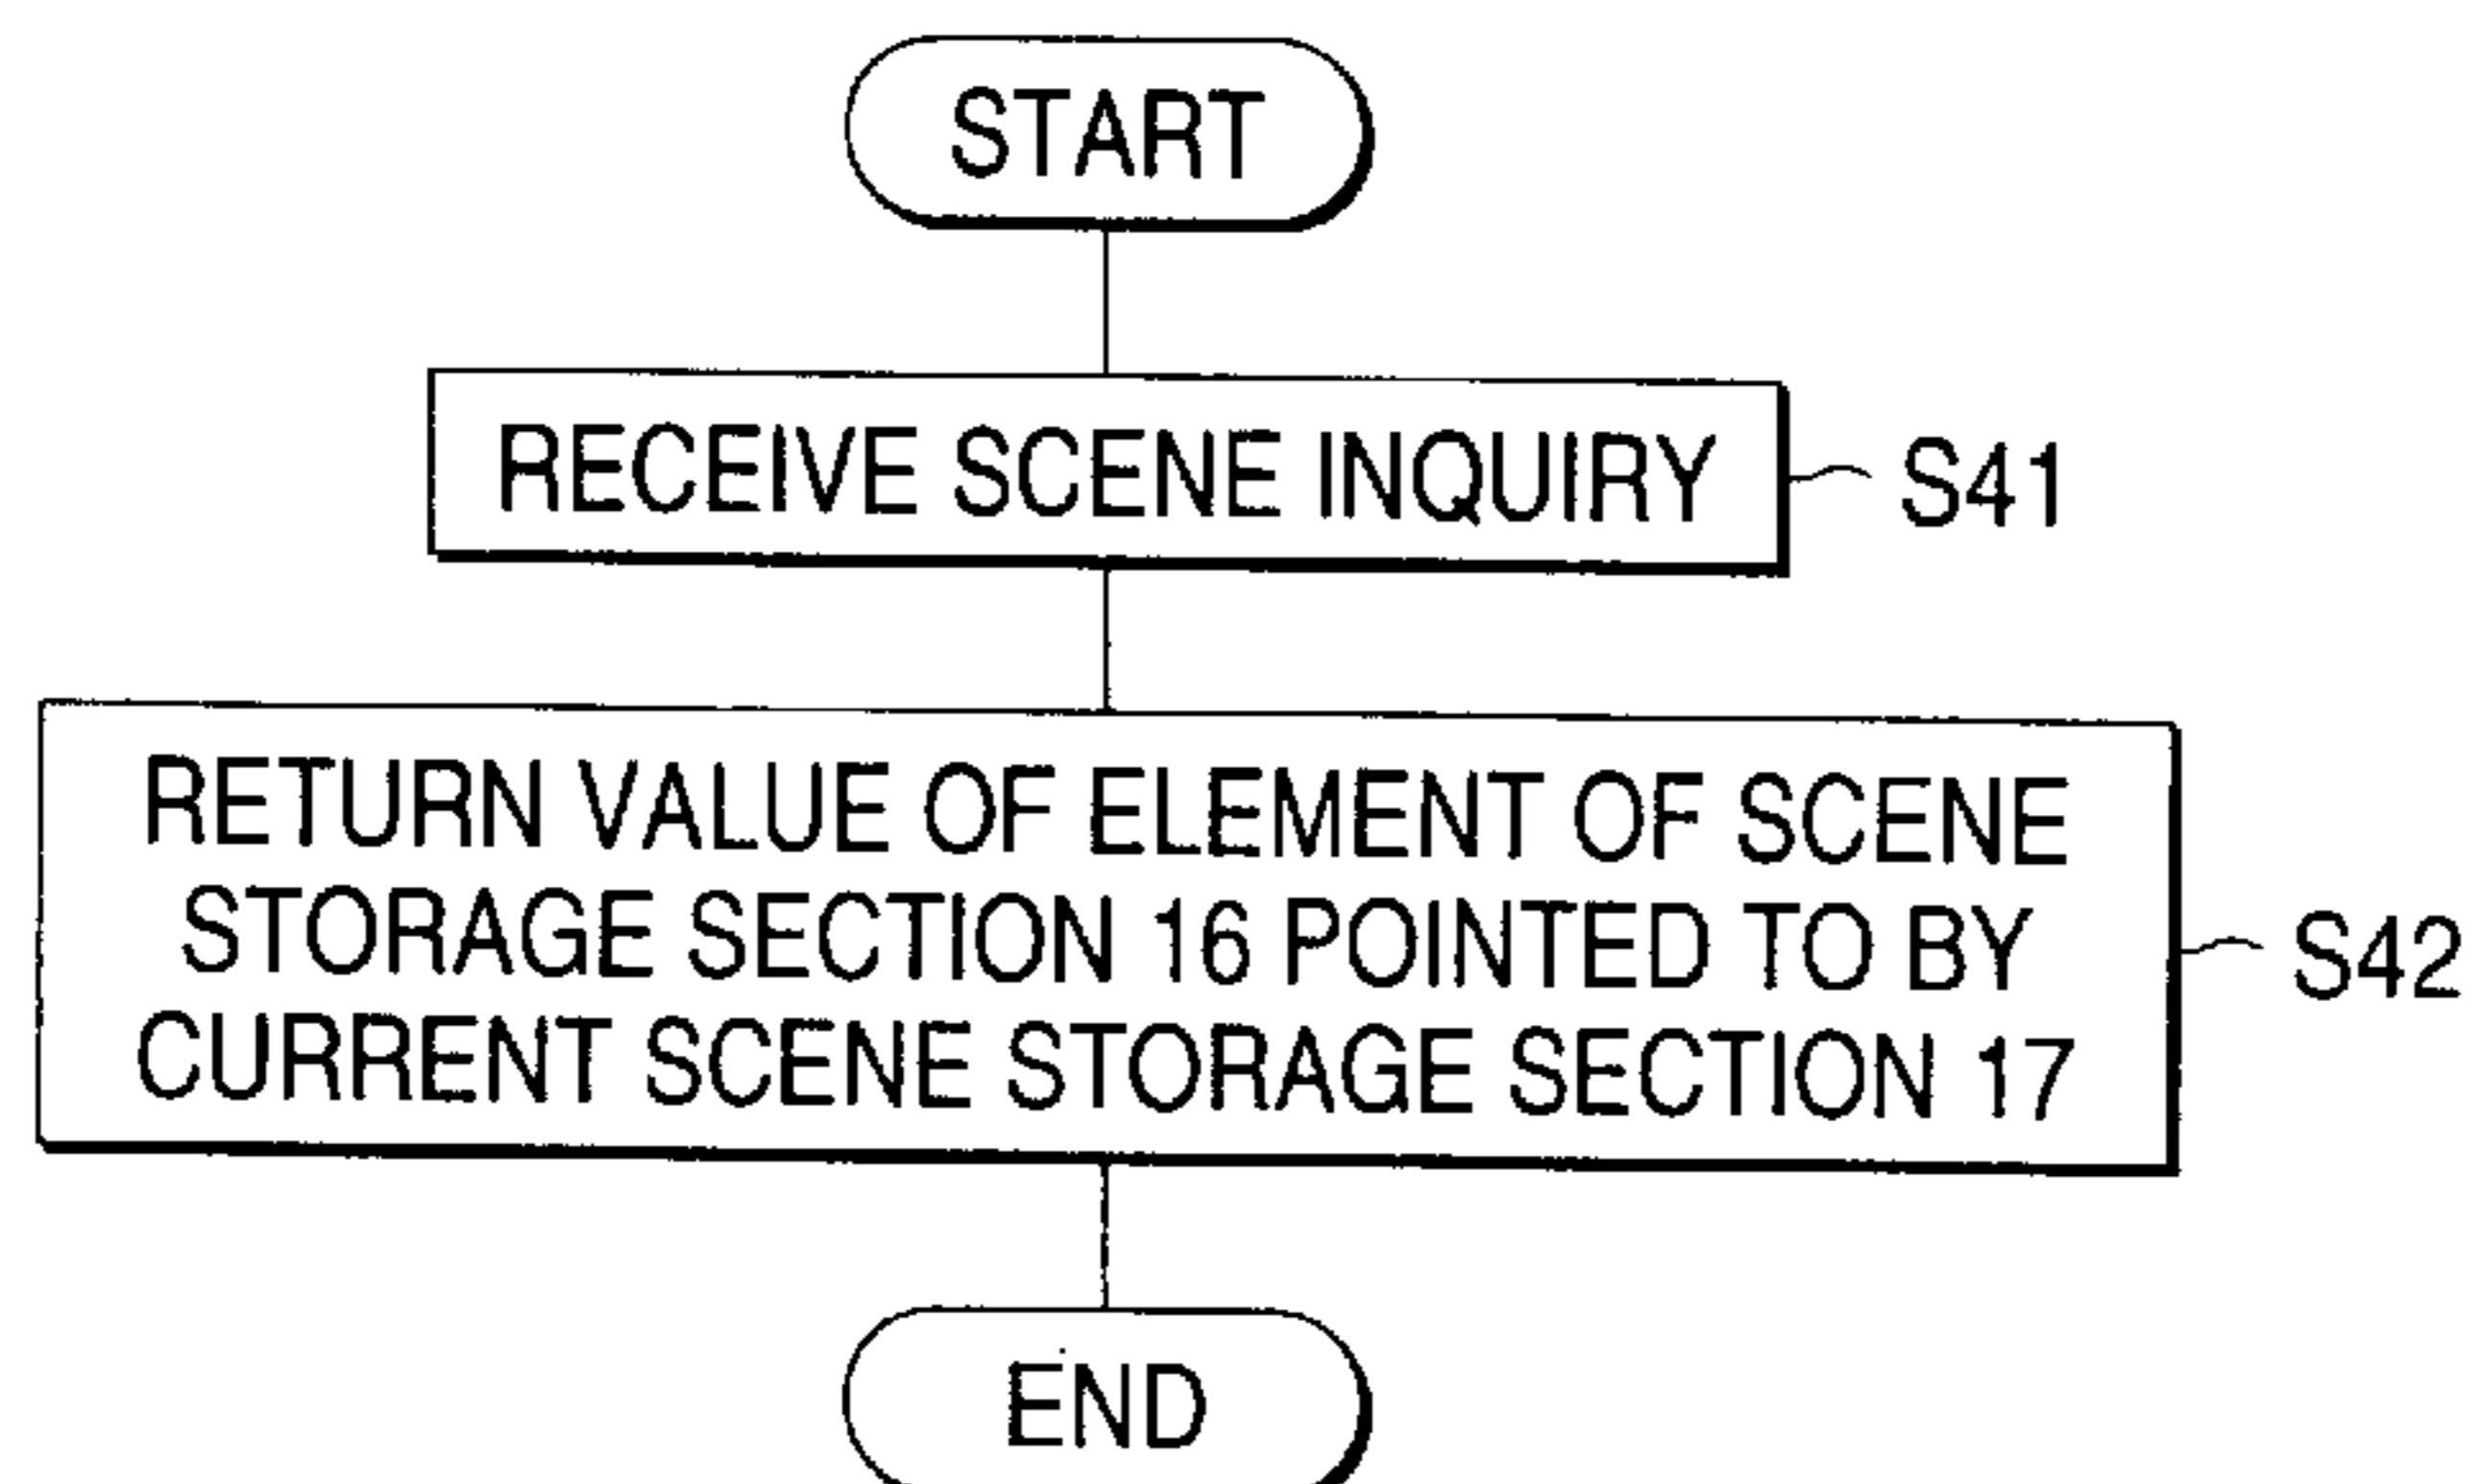 START
RECEIVE SCENE INQUIRY
S41
RETURN VALUE OF ELEMENT OF SCENE
STORAGE SECTION 16 POINTED TO BY
CURRENT SCENE STORAGE SECTION 17
S42
END